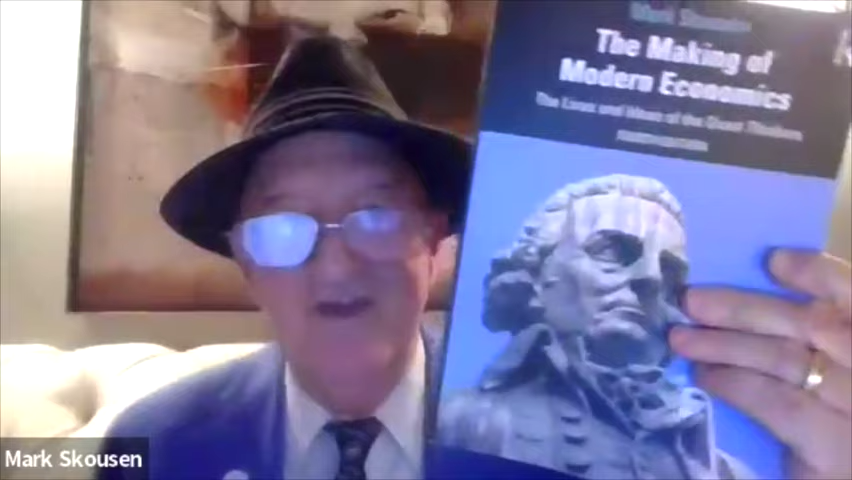 Mark Skousen
The Making of
Modern Economics
The Lives and Ideas of the Great Thinkers
Mark Skousen